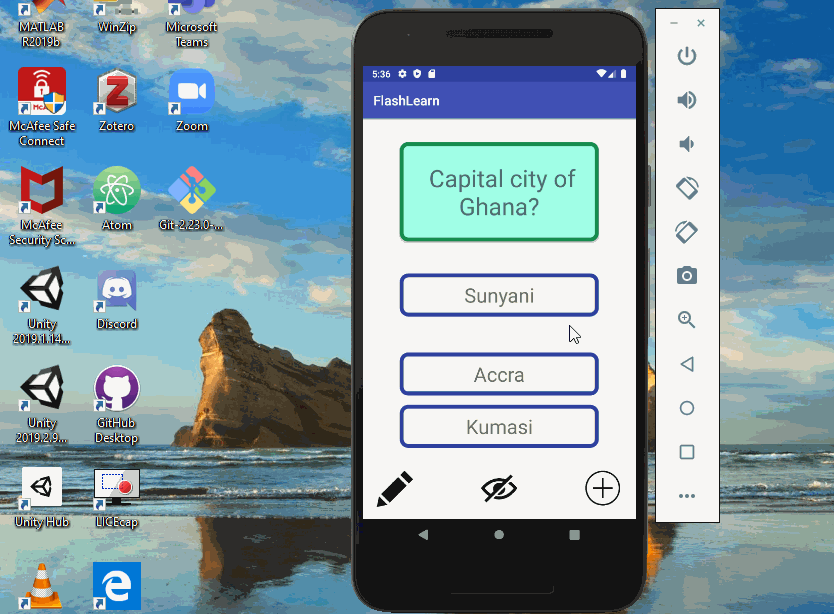 MATLAB
R2019b
WinZip
Microsoft
Teams
McAfee Safe
Connect
Zotero
Zoom
McAfee
Security Sc...
Atom
Git-2.23.0-...
Unity
2019.1.14...
Discord
Unity
2019.2.9...
GitHub
Desktop
Unity Hub
LICEcap
5:36
FlashLearn
Capital city of
Ghana?
Sunyani
Accra
Kumasi